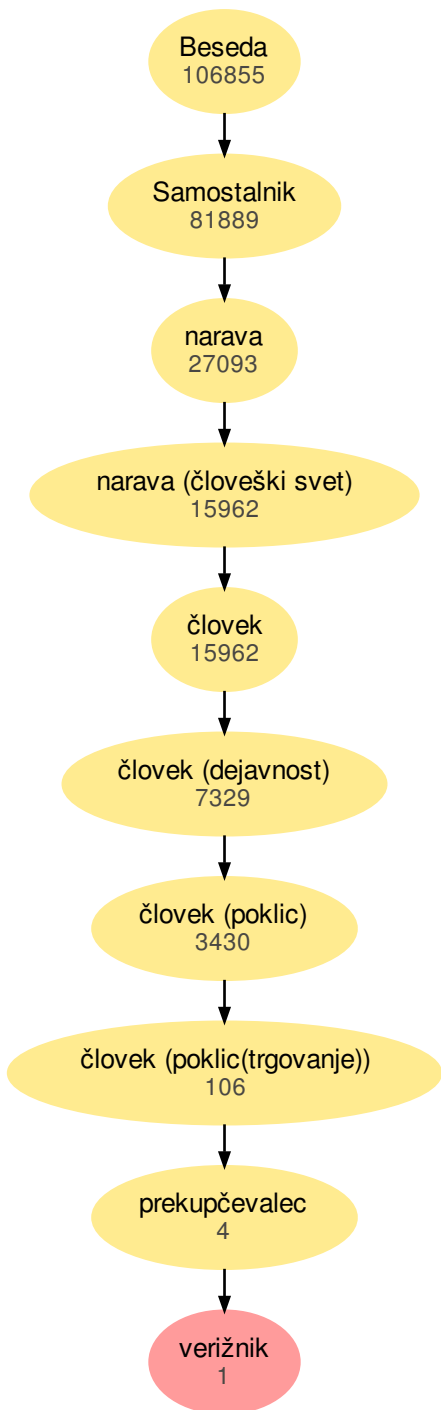 Beseda
106855
Samostalnik
81889
narava
27093
narava (človeški svet)
15962
človek
15962
človek (dejavnost)
7329
človek (poklic)
3430
človek (poklic(trgovanje))
106
prekupčevalec
4
verižnik
1